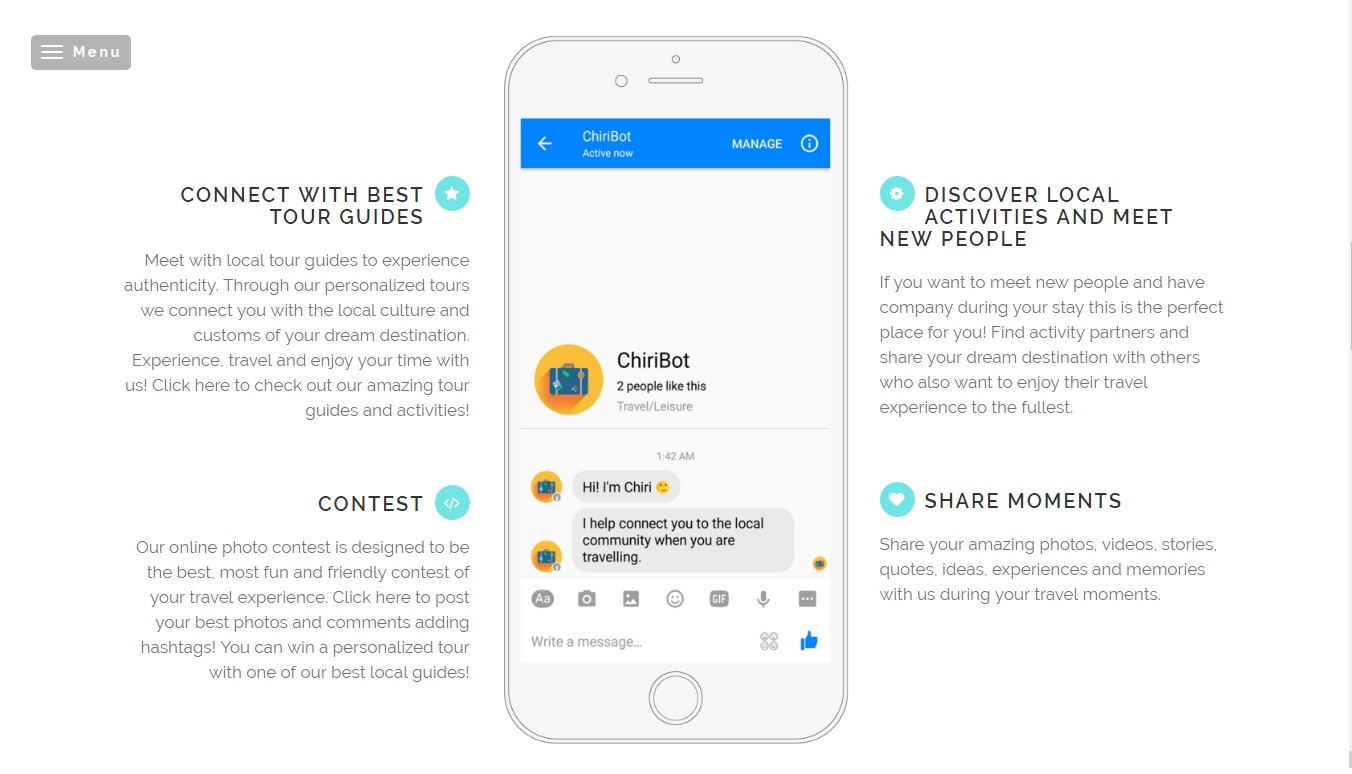 Menu
CONNECT WITH BEST
TOUR GUIDES
Meet with local tour guides to experience
authenticity. Through our personalized tours
we connect you with the local culture and
customs of your dream destination.
Experience, travel and enjoy your time with
us! Click here to check out our amazing tour
guides and activities!
CONTEST
Our online photo contest is designed to be
the best, most fun and friendly contest of
your travel experience. Click here to post
your best photos and comments adding
hashtags! You can win a personalized tour
with one of our best local guides!
ChiriBot
Active now
MANAGE
ChiriBot
2 people like this
Travel/Leisure
1:42 AM
Hi! I'm Chiri 🙂
I help connect you to the local
community when you are
travelling.
Aa
GIF
Write a message...
DISCOVER LOCAL
ACTIVITIES AND MEET
NEW PEOPLE
If you want to meet new people and have
company during your stay this is the perfect
place for you! Find activity partners and
share your dream destination with others
who also want to enjoy their travel
experience to the fullest.
SHARE MOMENTS
Share your amazing photos, videos, stories,
quotes, ideas, experiences and memories
with us during your travel moments.